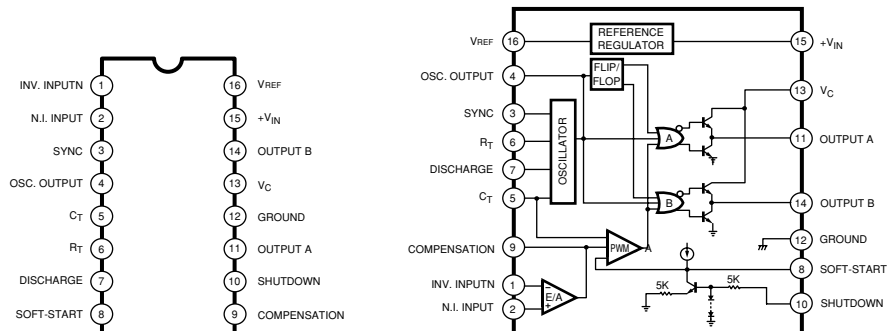 INV. INPUTN 1 16 VREF
N.I. INPUT 2 15 +VIN
SYNC 3 14 OUTPUT B
OSC. OUTPUT 4 13 VC
CT 5 12 GROUND
RT 6 11 OUTPUT A
DISCHARGE 7 10 SHUTDOWN
SOFT-START 8 9 COMPENSATION
VREF 16 REFERENCE REGULATOR 15 +VIN
OSC. OUTPUT 4 FLIP/ FLOP 13 VC
SYNC 3
RT 6 OSCILLATOR A 11 OUTPUT A
DISCHARGE 7
CT 5 B 14 OUTPUT B
12 GROUND
COMPENSATION 9 PWM A
8 SOFT-START
INV. INPUTN 1 − E/A + 5K 5K
N.I. INPUT 2 10 SHUTDOWN